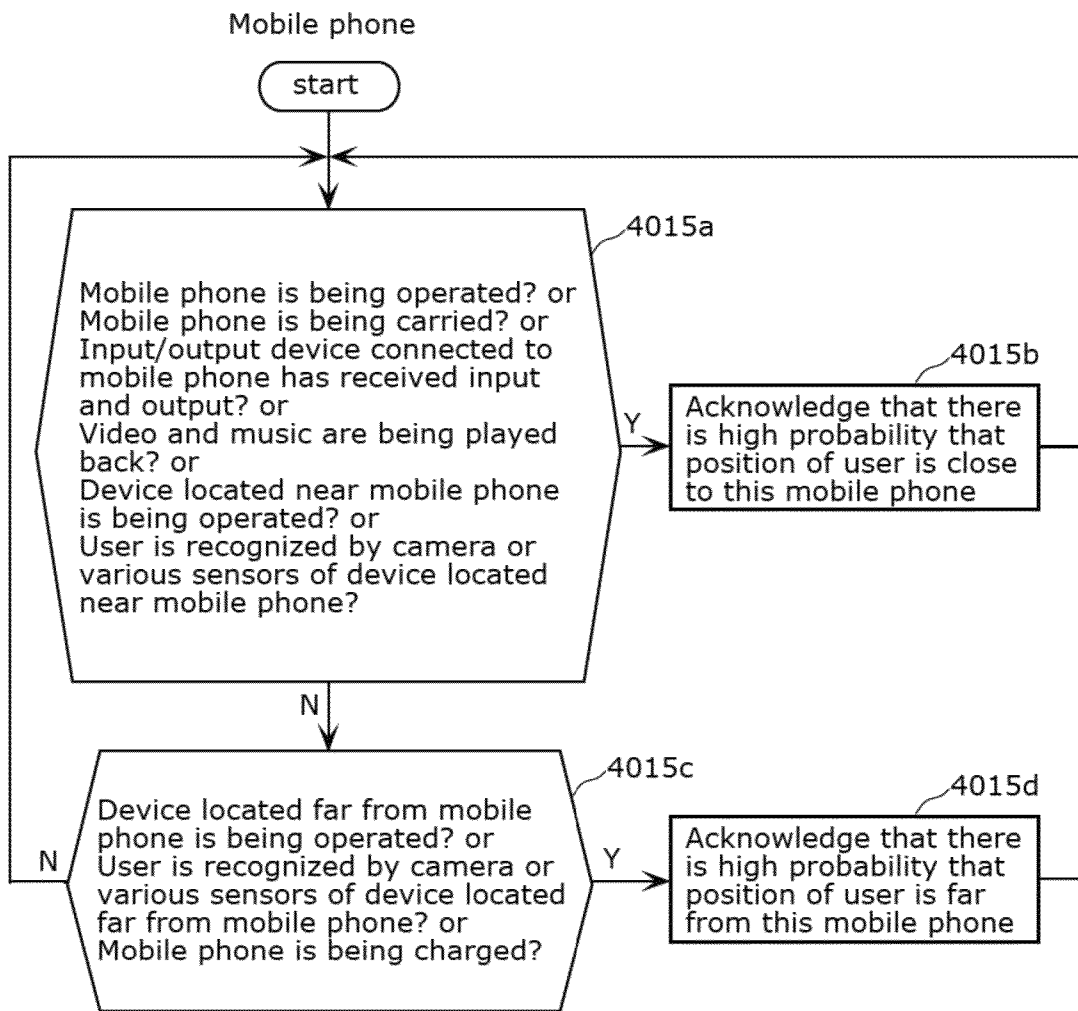 Mobile phone
start
4015a
Mobile phone is being operated? or
Mobile phone is being carried? or
Input/output device connected to
mobile phone has received input
and output? or
Video and music are being played
back? or
Device located near mobile phone
is being operated? or
User is recognized by camera or
various sensors of device located
near mobile phone?
Y
4015b
Acknowledge that there
is high probability that
position of user is close
to this mobile phone
N
4015c
Device located far from mobile
phone is being operated? or
User is recognized by camera or
various sensors of device located
far from mobile phone? or
Mobile phone is being charged?
N
Y
4015d
Acknowledge that there
is high probability that
position of user is far
from this mobile phone